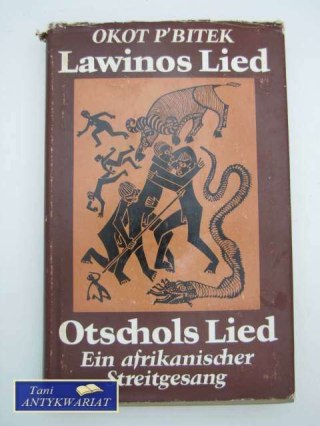 OKOT P'BITEK
Lawinos Lied
Otschols Lied
Ein afrikanischer
Streitgesang
Tani
ANTYKWARIAT